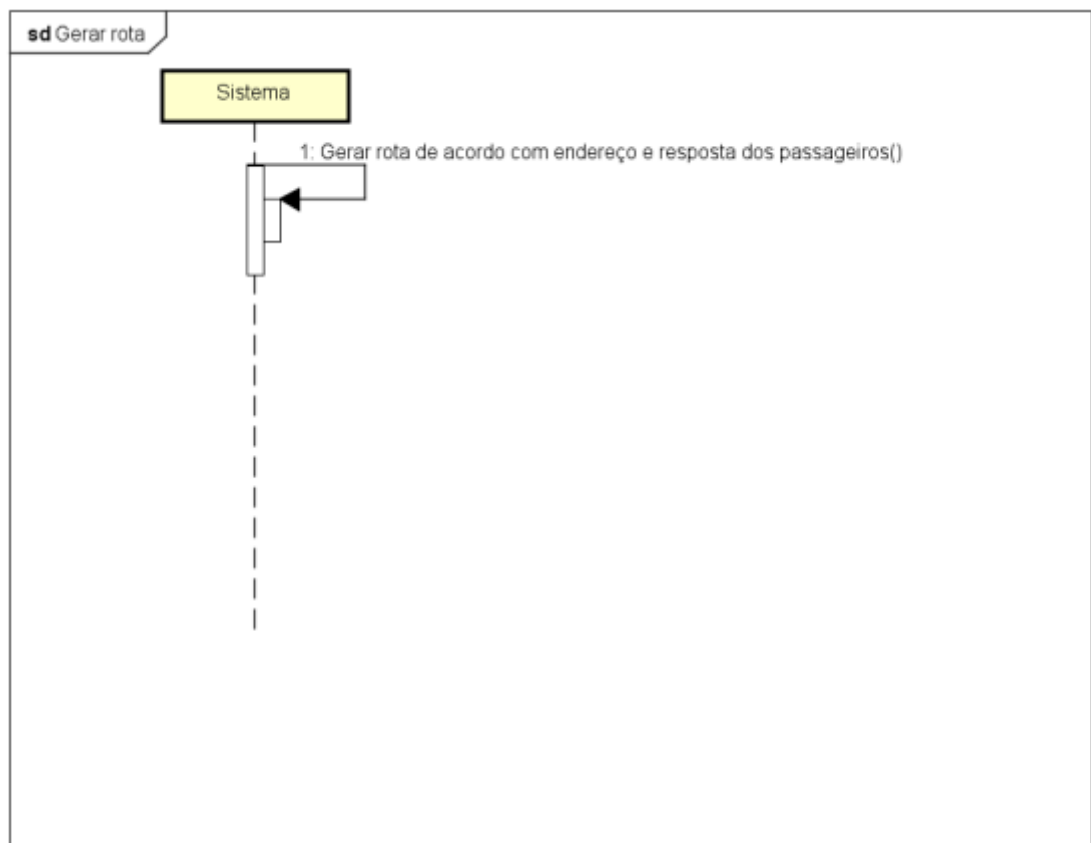 sd Gerar rota
Sistema
1: Gerar rota de acordo com endereço e resposta dos passageiros()